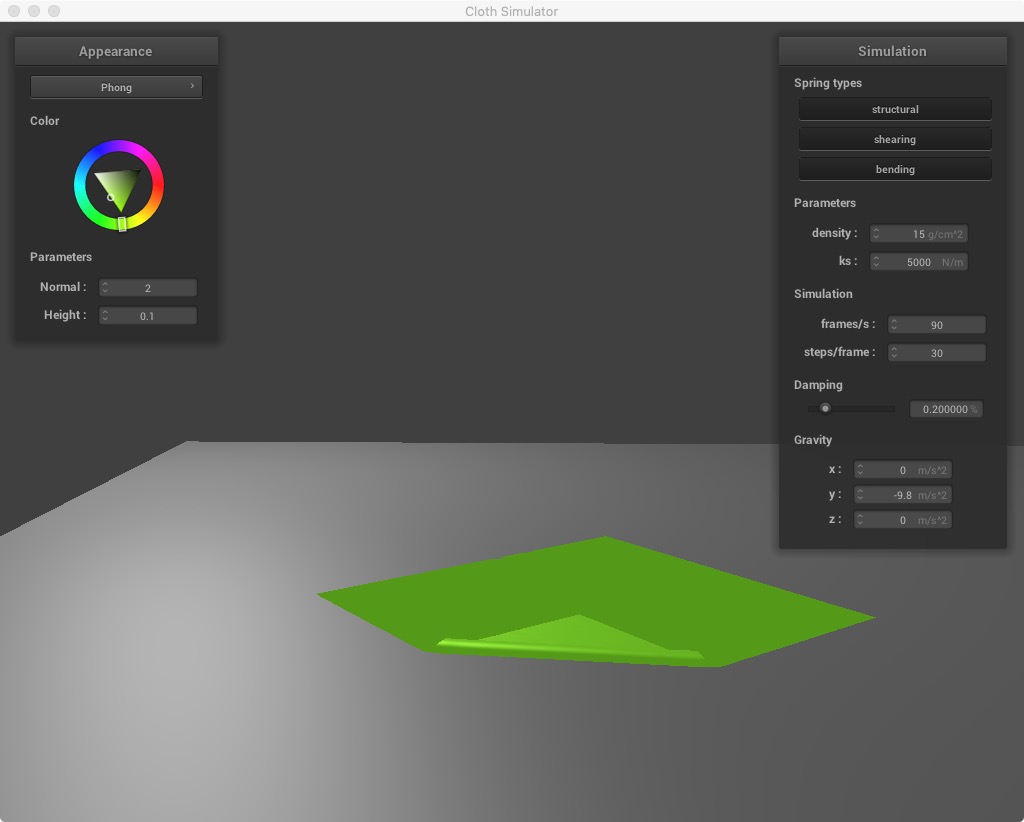 Cloth Simulator
Appearance
Phong
Color
Parameters
Normal : 2
Height : 0.1
Simulation
Spring types
structural
shearing
bending
Parameters
density : 15 g/cm^2
ks : 5000 N/m
Simulation
frames/s : 90
steps/frame : 30
Damping
0.200000 %
Gravity
x : 0 m/s^2
y : -9.8 m/s^2
z : 0 m/s^2